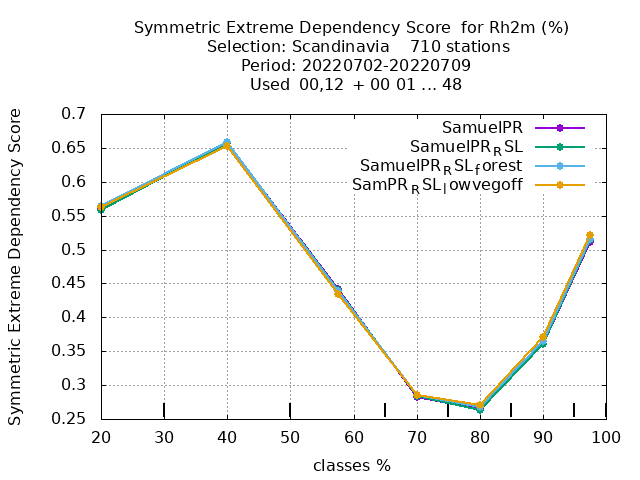 Symmetric Extreme Dependency Score  for Rh2m (%)
Selection: Scandinavia    710 stations
Period: 20220702-20220709
Used  00,12  + 00 01 ... 48
Symmetric Extreme Dependency Score
0.7
0.65
0.6
0.55
0.5
0.45
0.4
0.35
0.3
0.25
SamuelPR
SamuelPR_RSL
SamuelPR_RSL_forest
SamPR_RSL_lowvegoff
20 30 40 50 60 70 80 90 100
classes %